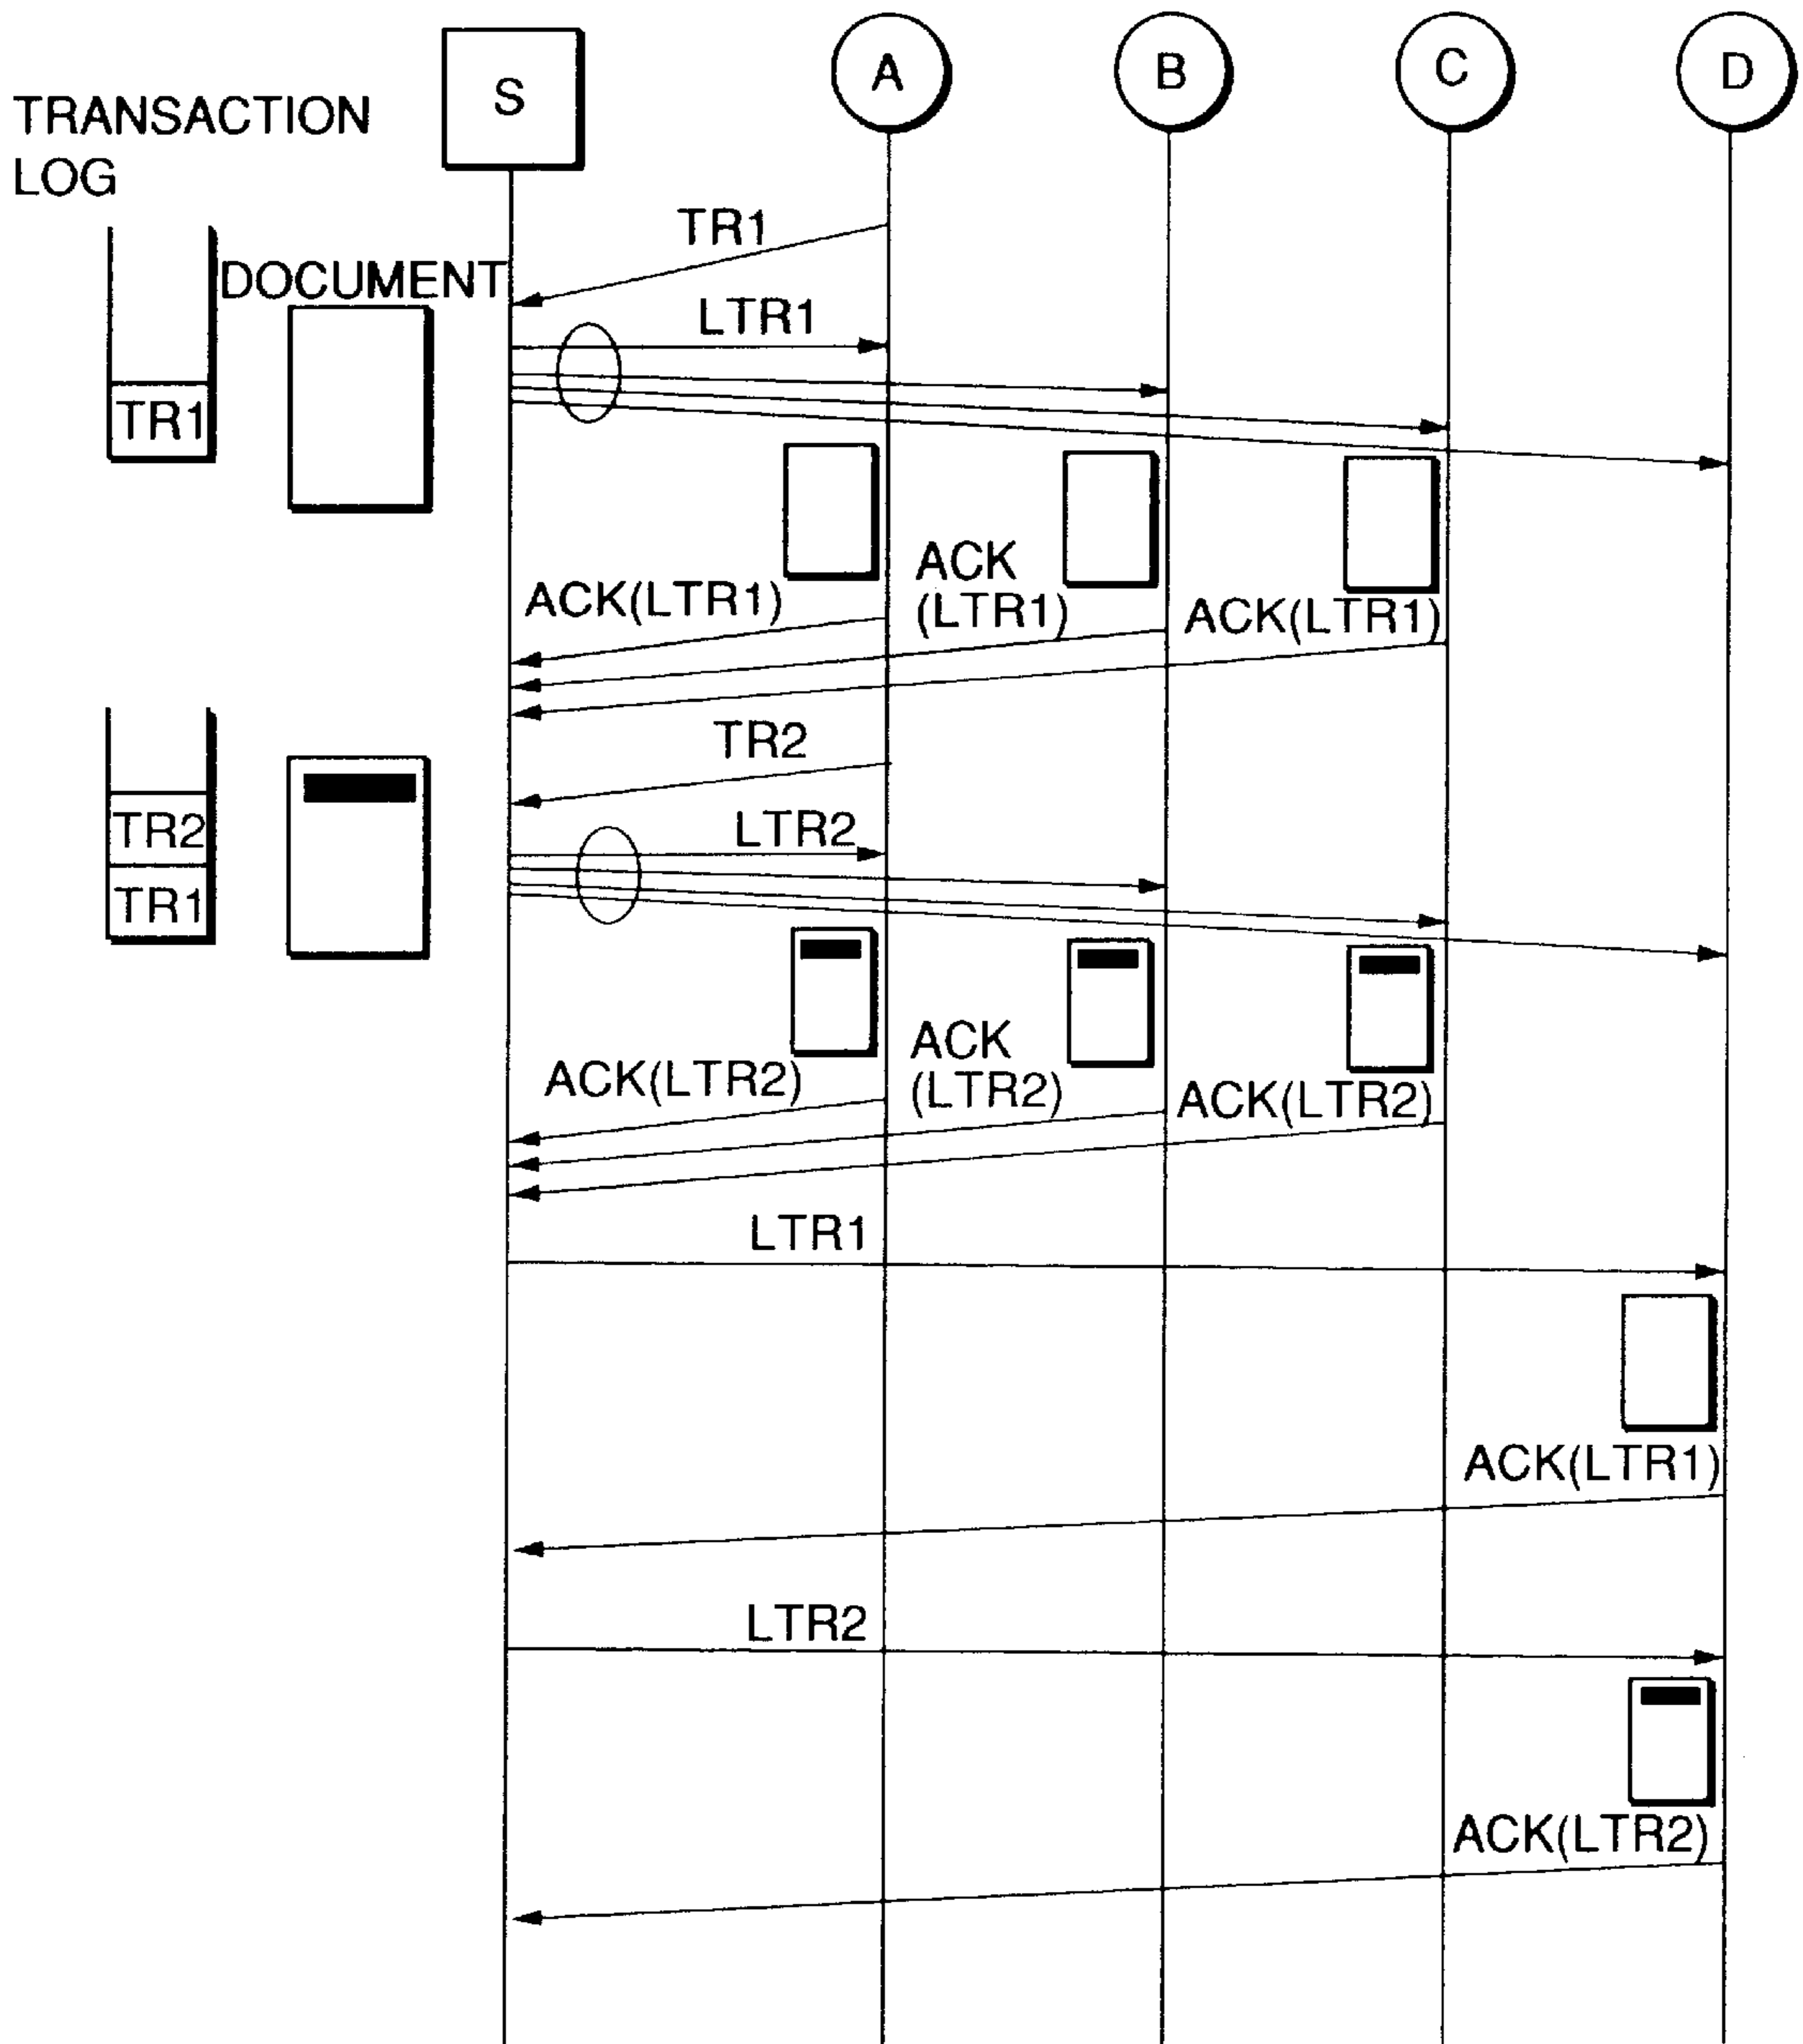 S
A
B
C
D
TRANSACTION
LOG
TR1
DOCUMENT
LTR1
TR1
ACK(LTR1)
ACK
(LTR1)
ACK(LTR1)
TR2
LTR2
TR2
TR1
ACK(LTR2)
ACK
(LTR2)
ACK(LTR2)
LTR1
ACK(LTR1)
LTR2
ACK(LTR2)